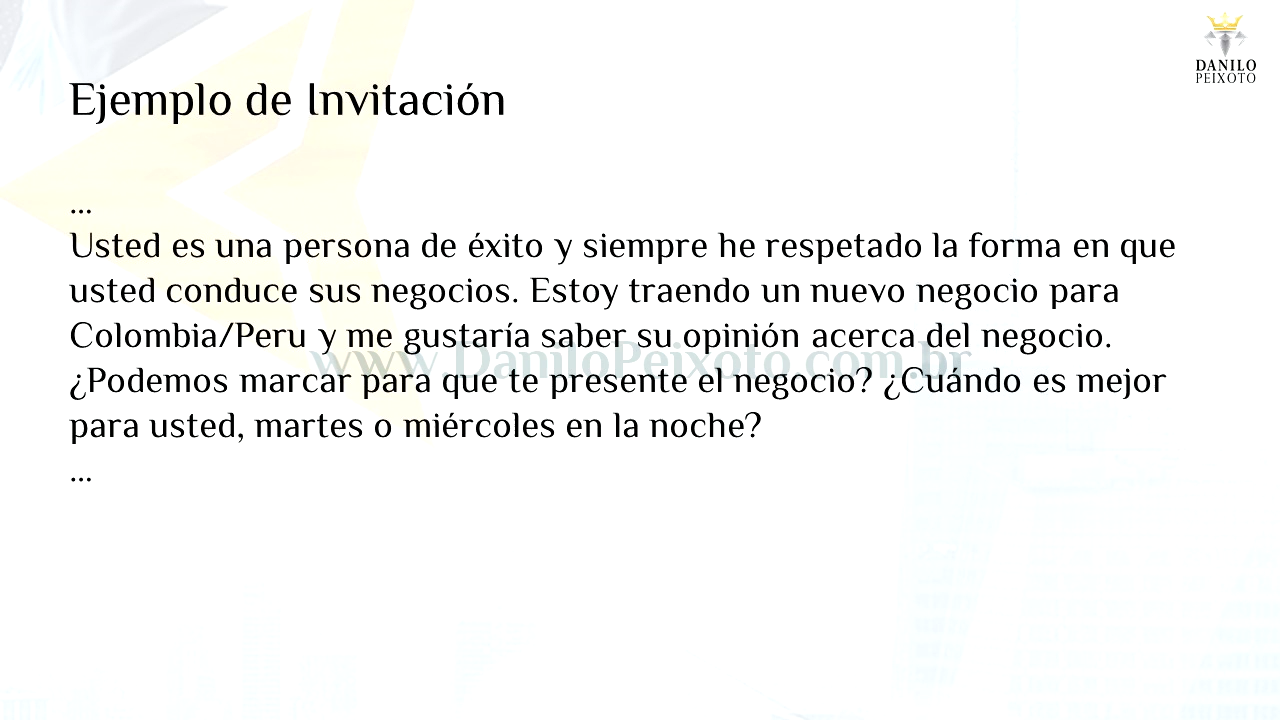 DANILO
PEIXOTO
Ejemplo de Invitación
...
Usted es una persona de éxito y siempre he respetado la forma en que
usted conduce sus negocios. Estoy traendo un nuevo negocio para
Colombia/Peru y me gustaría saber su opinión acerca del negocio.
www.DaniloPeixoto.com.br
¿Podemos marcar para que te presente el negocio? ¿Cuándo es mejor
para usted, martes o miércoles en la noche?
...